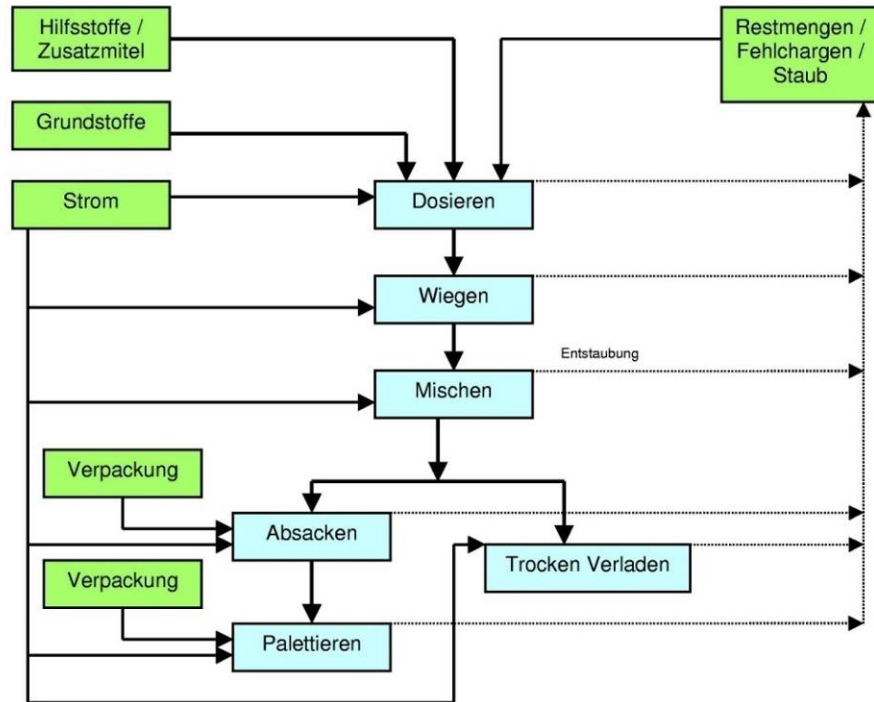 Hilfsstoffe /
Zusatzmitel
Restmengen /
Fehlchargen /
Staub
Grundstoffe
Strom
Dosieren
Wiegen
Entstaubung
Mischen
Verpackung
Absacken
Trocken Verladen
Verpackung
Palettieren